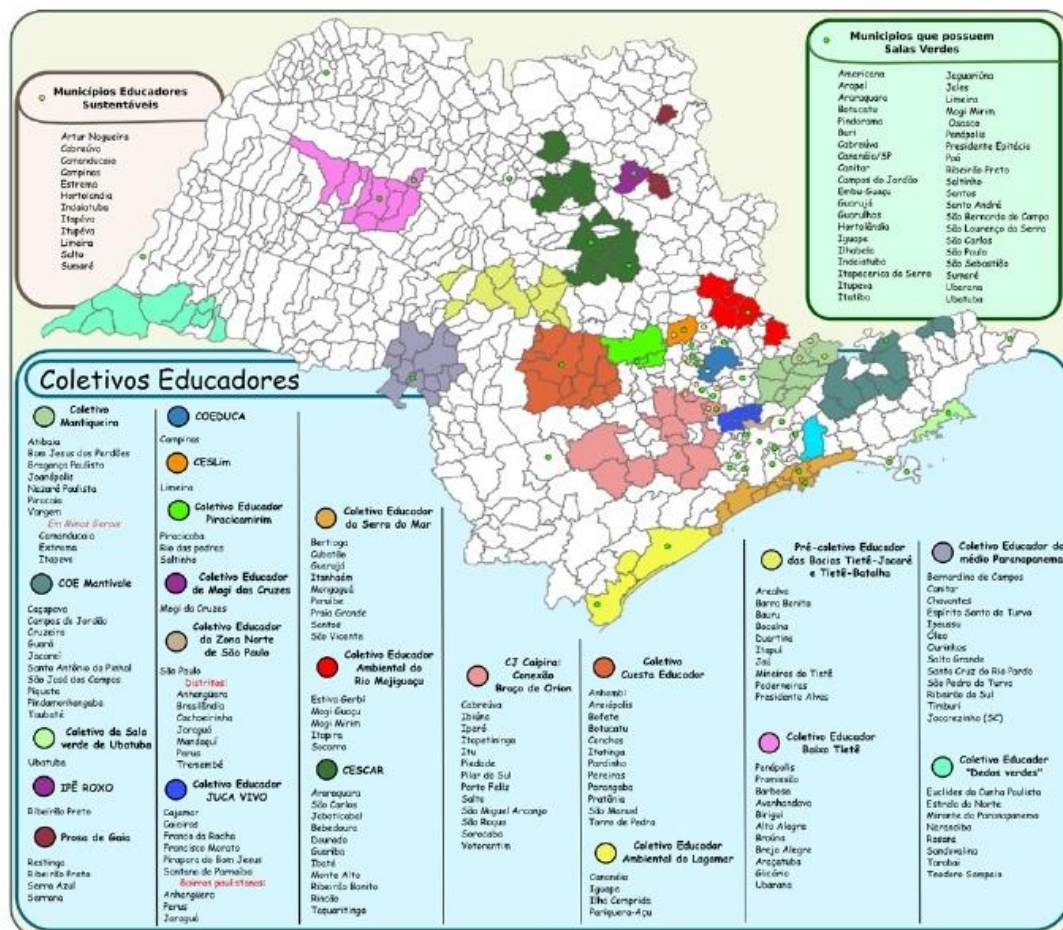 Municípios Educadores
Sustentáveis
Artur Nogueira
Cabreúva
Camanducaia
Campinas
Extrema
Hortolandia
Indaiatuba
Itapéva
Itupéva
Limeira
Salto
Sumaré
Municípios que possuem
Salas Verdes
Americana
Arapeí
Araraquara
Botucatu
Pindorama
Buri
Cabreúva
Cananéia/SP
Canitar
Campos do Jordão
Embu-Guaçu
Guarujá
Guarulhos
Hortolândia
Iguape
Ilhabela
Indaiatuba
Itapecerica da Serra
Itupeva
Itatiba
Jaguariúna
Jales
Limeira
Mogi Mirim
Osasco
Penápolis
Presidente Epitácio
Poá
Ribeirão Preto
Saltinho
Santos
Santo André
São Bernardo do Campo
São Lourenço da Serra
São Carlos
São Paulo
São Sebastião
Sumaré
Ubarana
Ubatuba
Coletivos Educadores
Coletivo
Mantiqueira
Atibaia
Bom Jesus dos Perdões
Bragança Paulista
Joanópolis
Nazaré Paulista
Piracaia
Vargem
Em Minas Gerais
Camanducaia
Extrema
Itapeva
COE Mantivale
Caçapava
Campos do Jordão
Cruzeiro
Guará
Jacareí
Santo Antônio do Pinhal
São José dos Campos
Piquete
Pindamonhangaba
Taubaté
Coletivo da Sala
verde de Ubatuba
Ubatuba
IPÊ ROXO
Ribeirão Preto
Prosa de Gaia
Restinga
Ribeirão Preto
Serra Azul
Serrana
COEDUCA
Campinas
CESLim
Limeira
Coletivo Educador
Piracicamirim
Piracicaba
Rio das pedras
Saltinho
Coletivo Educador
de Mogi das Cruzes
Mogi da Cruzes
Coletivo Educador
da Zona Norte
de São Paulo
São Paulo
Distritos:
Anhanguera
Brasilândia
Cachoeirinha
Jaraguá
Mandaqui
Perus
Tremembé
Coletivo Educador
JUCA VIVO
Cajamar
Caieiras
Franco da Rocha
Francisco Morato
Pirapora do Bom Jesus
Santana de Parnaíba
Bairros paulistanos:
Anhangüera
Perus
Jaraguá
Coletivo Educador
da Serra do Mar
Bertioga
Cubatão
Guarujá
Itanhaém
Mongaguá
Peruíbe
Praia Grande
Santos
São Vicente
Coletivo Educador
Ambiental do
Rio Mojiguaçu
Estiva Gerbi
Mogi Guaçu
Mogi Mirim
Itapira
Socorro
CESCAR
Araraquara
São Carlos
Jaboticabal
Bebedouro
Dourado
Guariba
Ibaté
Monte Alto
Ribeirão Bonito
Rincão
Taquaritinga
CJ Caipira:
Conexão
Braço de Orion
Cabreúva
Ibiúna
Iperó
Itapetininga
Itu
Piedade
Pilar do Sul
Porto Feliz
Salto
São Miguel Arcanjo
São Roque
Sorocaba
Votorantim
Coletivo
Cuesta Educador
Anhembi
Areiópolis
Bofete
Botucatu
Conchas
Itatinga
Pardinho
Pereiras
Porangaba
Pratânia
São Manuel
Torre de Pedra
Coletivo Educador
Ambiental do Lagamar
Cananéia
Iguape
Ilha Comprida
Pariquera-Açu
Pré-coletivo Educador
das Bacias Tietê-Jacaré
e Tietê-Batalha
Arealva
Barra Bonita
Bauru
Bocaina
Duartina
Itapuí
Jaú
Mineiros do Tietê
Pederneiras
Presidente Alves
Coletivo Educador
Baixo Tietê
Penápolis
Promissão
Barbosa
Avanhandava
Birigui
Alto Alegre
Braúna
Brejo Alegre
Araçatuba
Glicério
Ubarana
Coletivo Educador do
médio Paranapanema
Bernardino de Campos
Canitar
Chavantes
Espírito Santo do Turvo
Ipaussu
Óleo
Ourinhos
Salto Grande
Santa Cruz do Rio Pardo
São Pedro do Turvo
Ribeirão do Sul
Timburi
Jacarezinho (SC)
Coletivo Educador
"Dedos verdes"
Euclides da Cunha Paulista
Estrela do Norte
Mirante do Paranapanema
Narandiba
Rosana
Sandovalina
Tarabai
Teodoro Sampaio